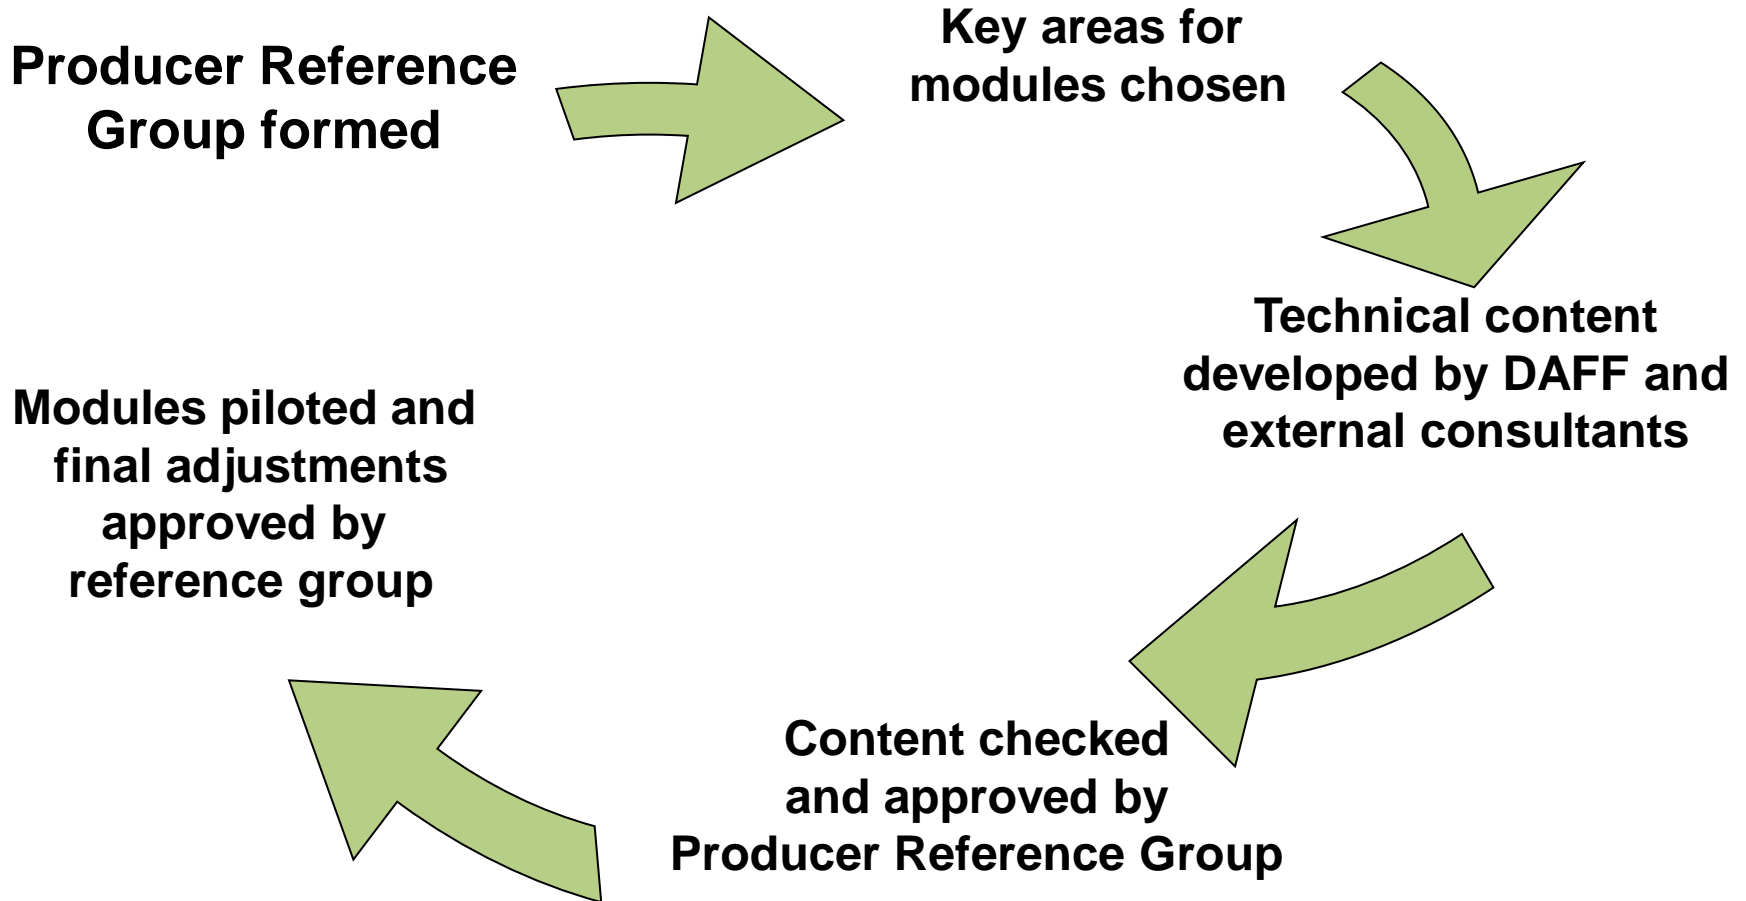 Producer Reference
Group formed
Key areas for
modules chosen
Technical content
developed by DAFF and
external consultants
Content checked
and approved by
Producer Reference Group
Modules piloted and
final adjustments
approved by
reference group